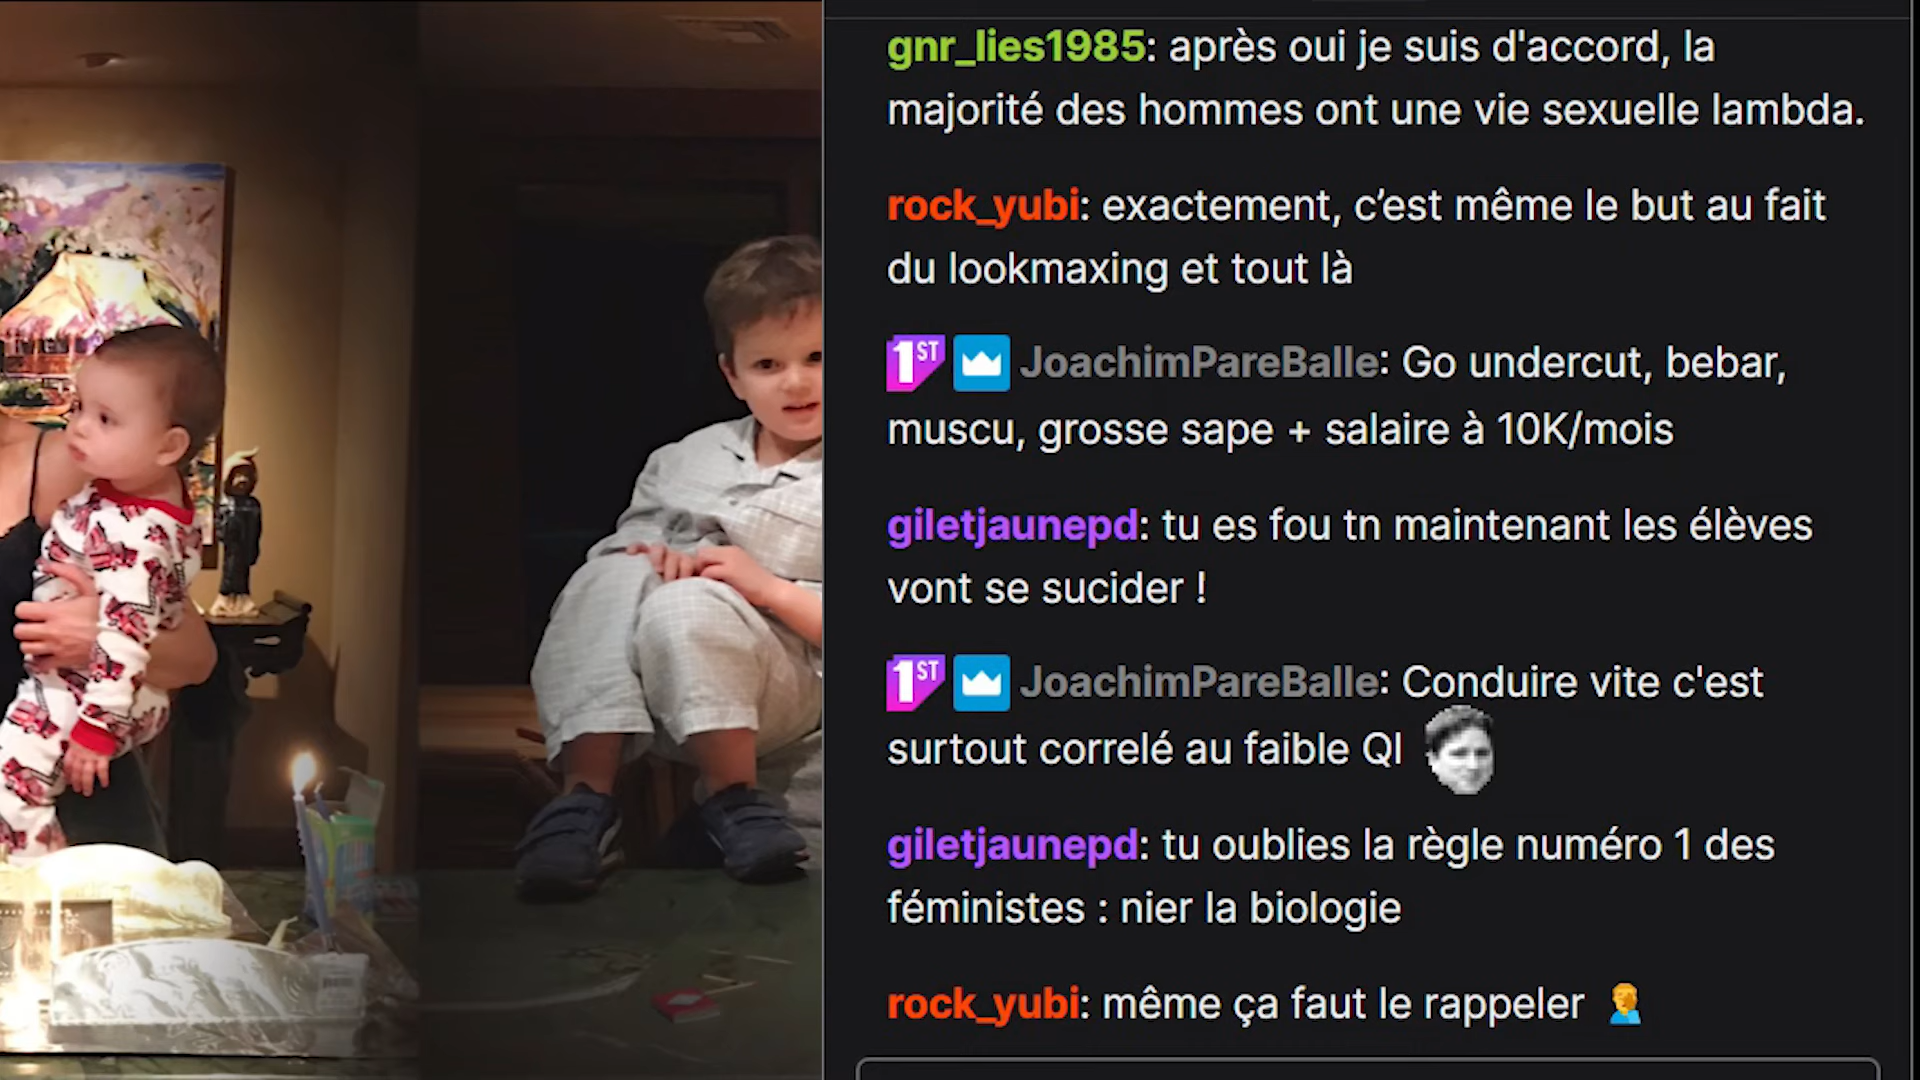 gnr_lies1985: après oui je suis d'accord, la
majorité des hommes ont une vie sexuelle lambda.
rock_yubi: exactement, c’est même le but au fait
du lookmaxing et tout là
1ST JoachimPareBalle: Go undercut, bebar,
muscu, grosse sape + salaire à 10K/mois
giletjaunepd: tu es fou tn maintenant les élèves
vont se sucider !
1ST JoachimPareBalle: Conduire vite c'est
surtout correlé au faible QI
giletjaunepd: tu oublies la règle numéro 1 des
féministes : nier la biologie
rock_yubi: même ça faut le rappeler